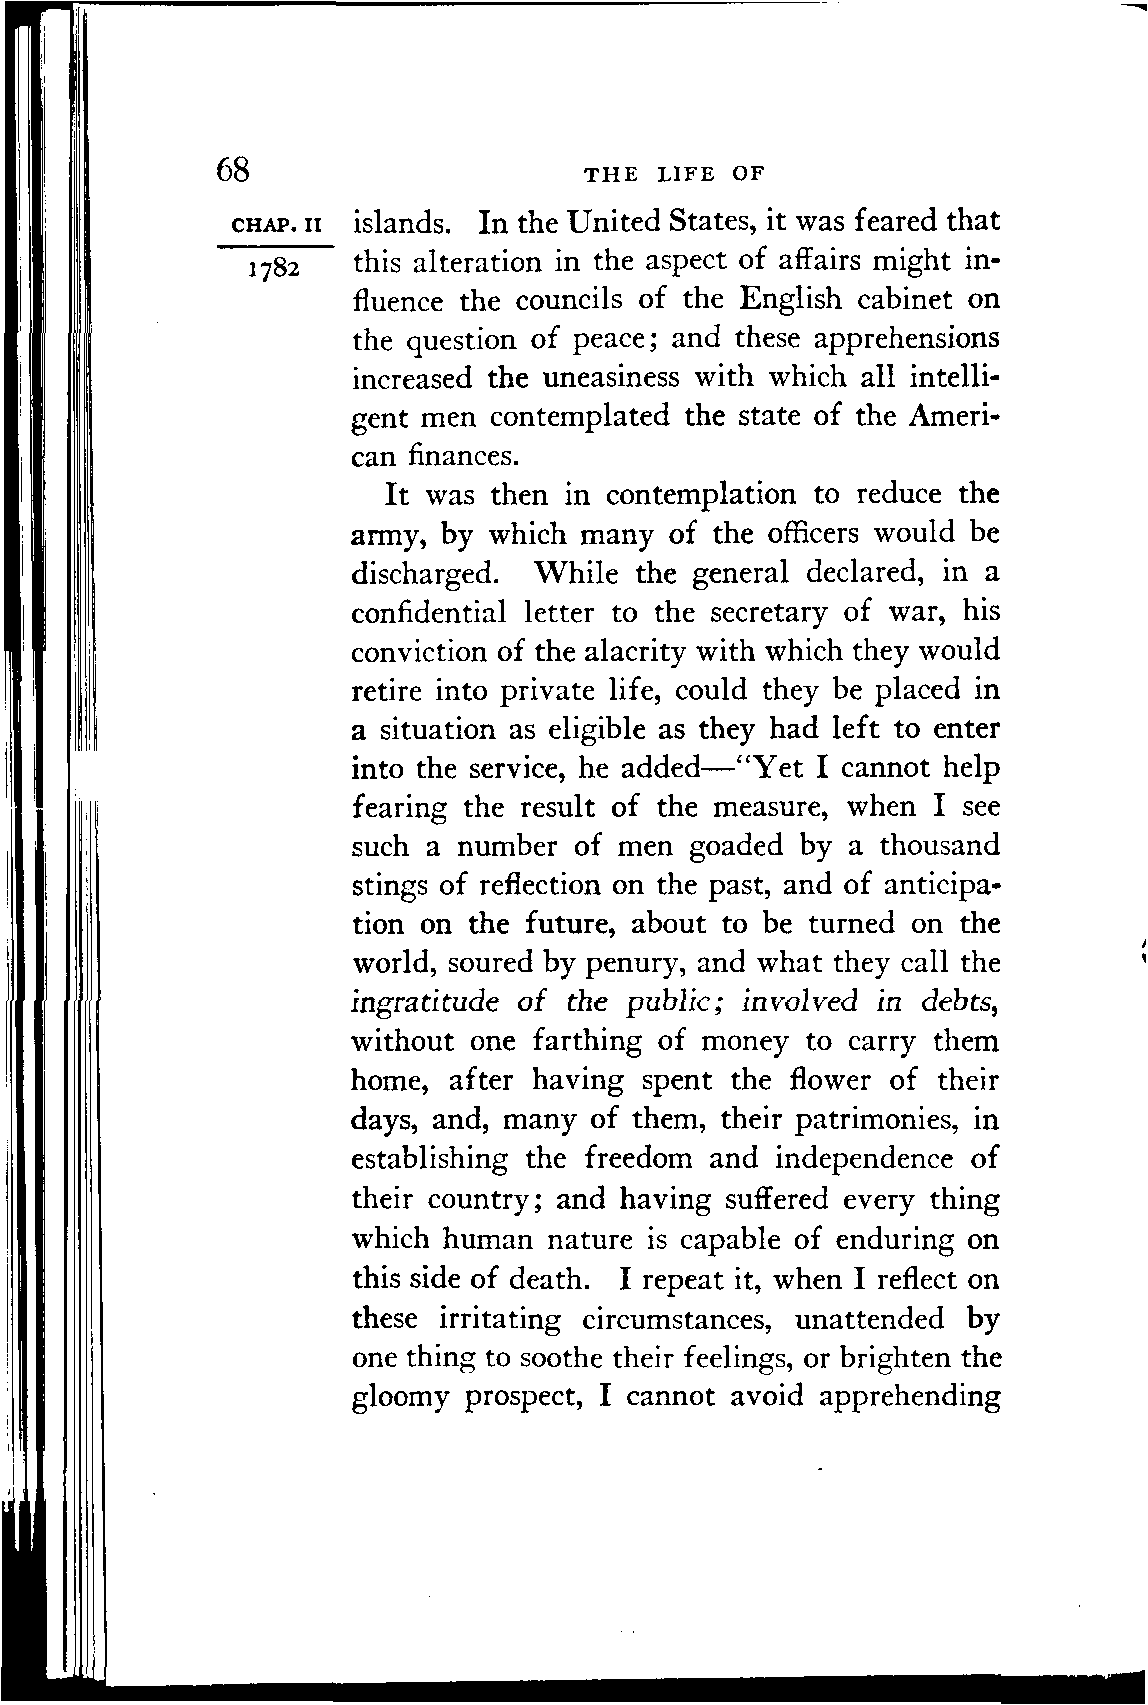 68 THE LIFE OF
CHAP. II islands. In the United States, it was feared that
1782 this alteration in the aspect of affairs might in-
fluence the councils of the English cabinet on
the question of peace; and these apprehensions
increased the uneasiness with which all intelli-
gent men contemplated the state of the Ameri-
can finances.
It was then in contemplation to reduce the
army, by which many of the officers would be
discharged. While the general declared, in a
confidential letter to the secretary of war, his
conviction of the alacrity with which they would
retire into private life, could they be placed in
a situation as eligible as they had left to enter
into the service, he added—“Yet I cannot help
fearing the result of the measure, when I see
such a number of men goaded by a thousand
stings of reflection on the past, and of anticipa-
tion on the future, about to be turned on the
world, soured by penury, and what they call the
ingratitude of the public; involved in debts,
without one farthing of money to carry them
home, after having spent the flower of their
days, and, many of them, their patrimonies, in
establishing the freedom and independence of
their country; and having suffered every thing
which human nature is capable of enduring on
this side of death. I repeat it, when I reflect on
these irritating circumstances, unattended by
one thing to soothe their feelings, or brighten the
gloomy prospect, I cannot avoid apprehending